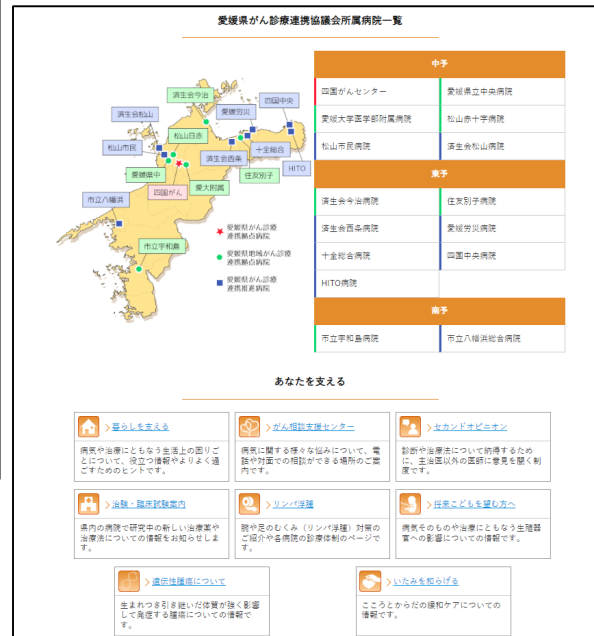 愛媛県がん診療連携協議会所属病院一覧
済生会今治
済生会松山
愛媛労災
四国中央
松山日赤
松山市民
済生会西条
十全総合
HITO
愛媛県中
住友別子
四国がん
愛大附属
市立八幡浜
市立宇和島
愛媛県がん診療
連携拠点病院
愛媛県地域がん診療
連携拠点病院
愛媛県がん診療
連携推進病院
中予
四国がんセンター
愛媛県立中央病院
愛媛大学医学部附属病院
松山赤十字病院
松山市民病院
済生会松山病院
東予
済生会今治病院
住友別子病院
済生会西条病院
愛媛労災病院
十全総合病院
四国中央病院
HITO病院
南予
市立宇和島病院
市立八幡浜総合病院
あなたを支える
暮らしを支える
病気や治療にともなう生活上の困りご
とについて、役立つ情報やよりよく過
ごすためのヒントです。
がん相談支援センター
病気に関する様々な悩みについて、電
話や対面での相談ができる場所のご案
内です。
セカンドオピニオン
診断や治療法について納得するため
に、主治医以外の医師に意見を聞く制
度です。
治験・臨床試験案内
県内の病院で研究中の新しい治療薬や
治療法についての情報をお知らせしま
す。
リンパ浮腫
腕や足のむくみ（リンパ浮腫）対策の
ご紹介や各病院の診療体制のページで
す。
将来こどもを望む方へ
病気そのものや治療にともなう生殖器
官への影響についての情報です。
遺伝性腫瘍について
生まれつき引き継いだ体質が強く影響
して発症する腫瘍についての情報で
す。
いたみを和らげる
こころとからだの緩和ケアについての
情報です。